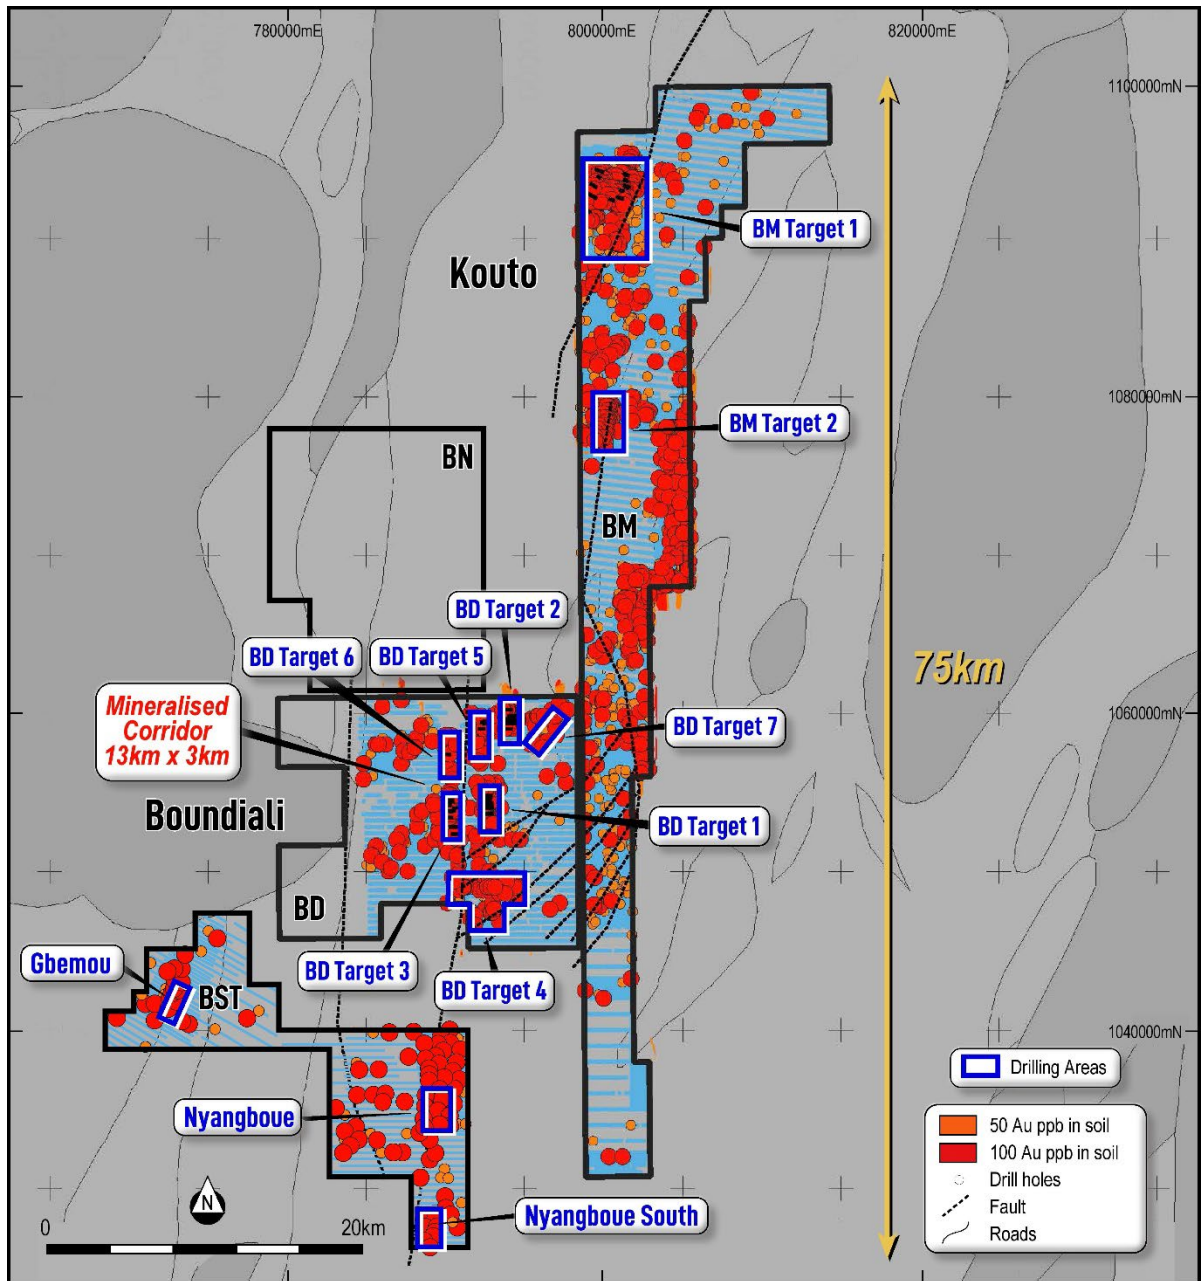 780000mE
800000mE
820000mE
1100000mN
BM Target 1
Kouto
1080000mN
BM Target 2
BN
BM
BD Target 2
BD Target 6
BD Target 5
75km
Mineralised
Corridor
13km x 3km
1060000mN
BD Target 7
Boundiali
BD Target 1
BD
BD Target 3
BD Target 4
Gbemou
BST
1040000mN
Drilling Areas
Nyangboue
50 Au ppb in soil
100 Au ppb in soil
Drill holes
Fault
Roads
N
0
20km
Nyangboue South